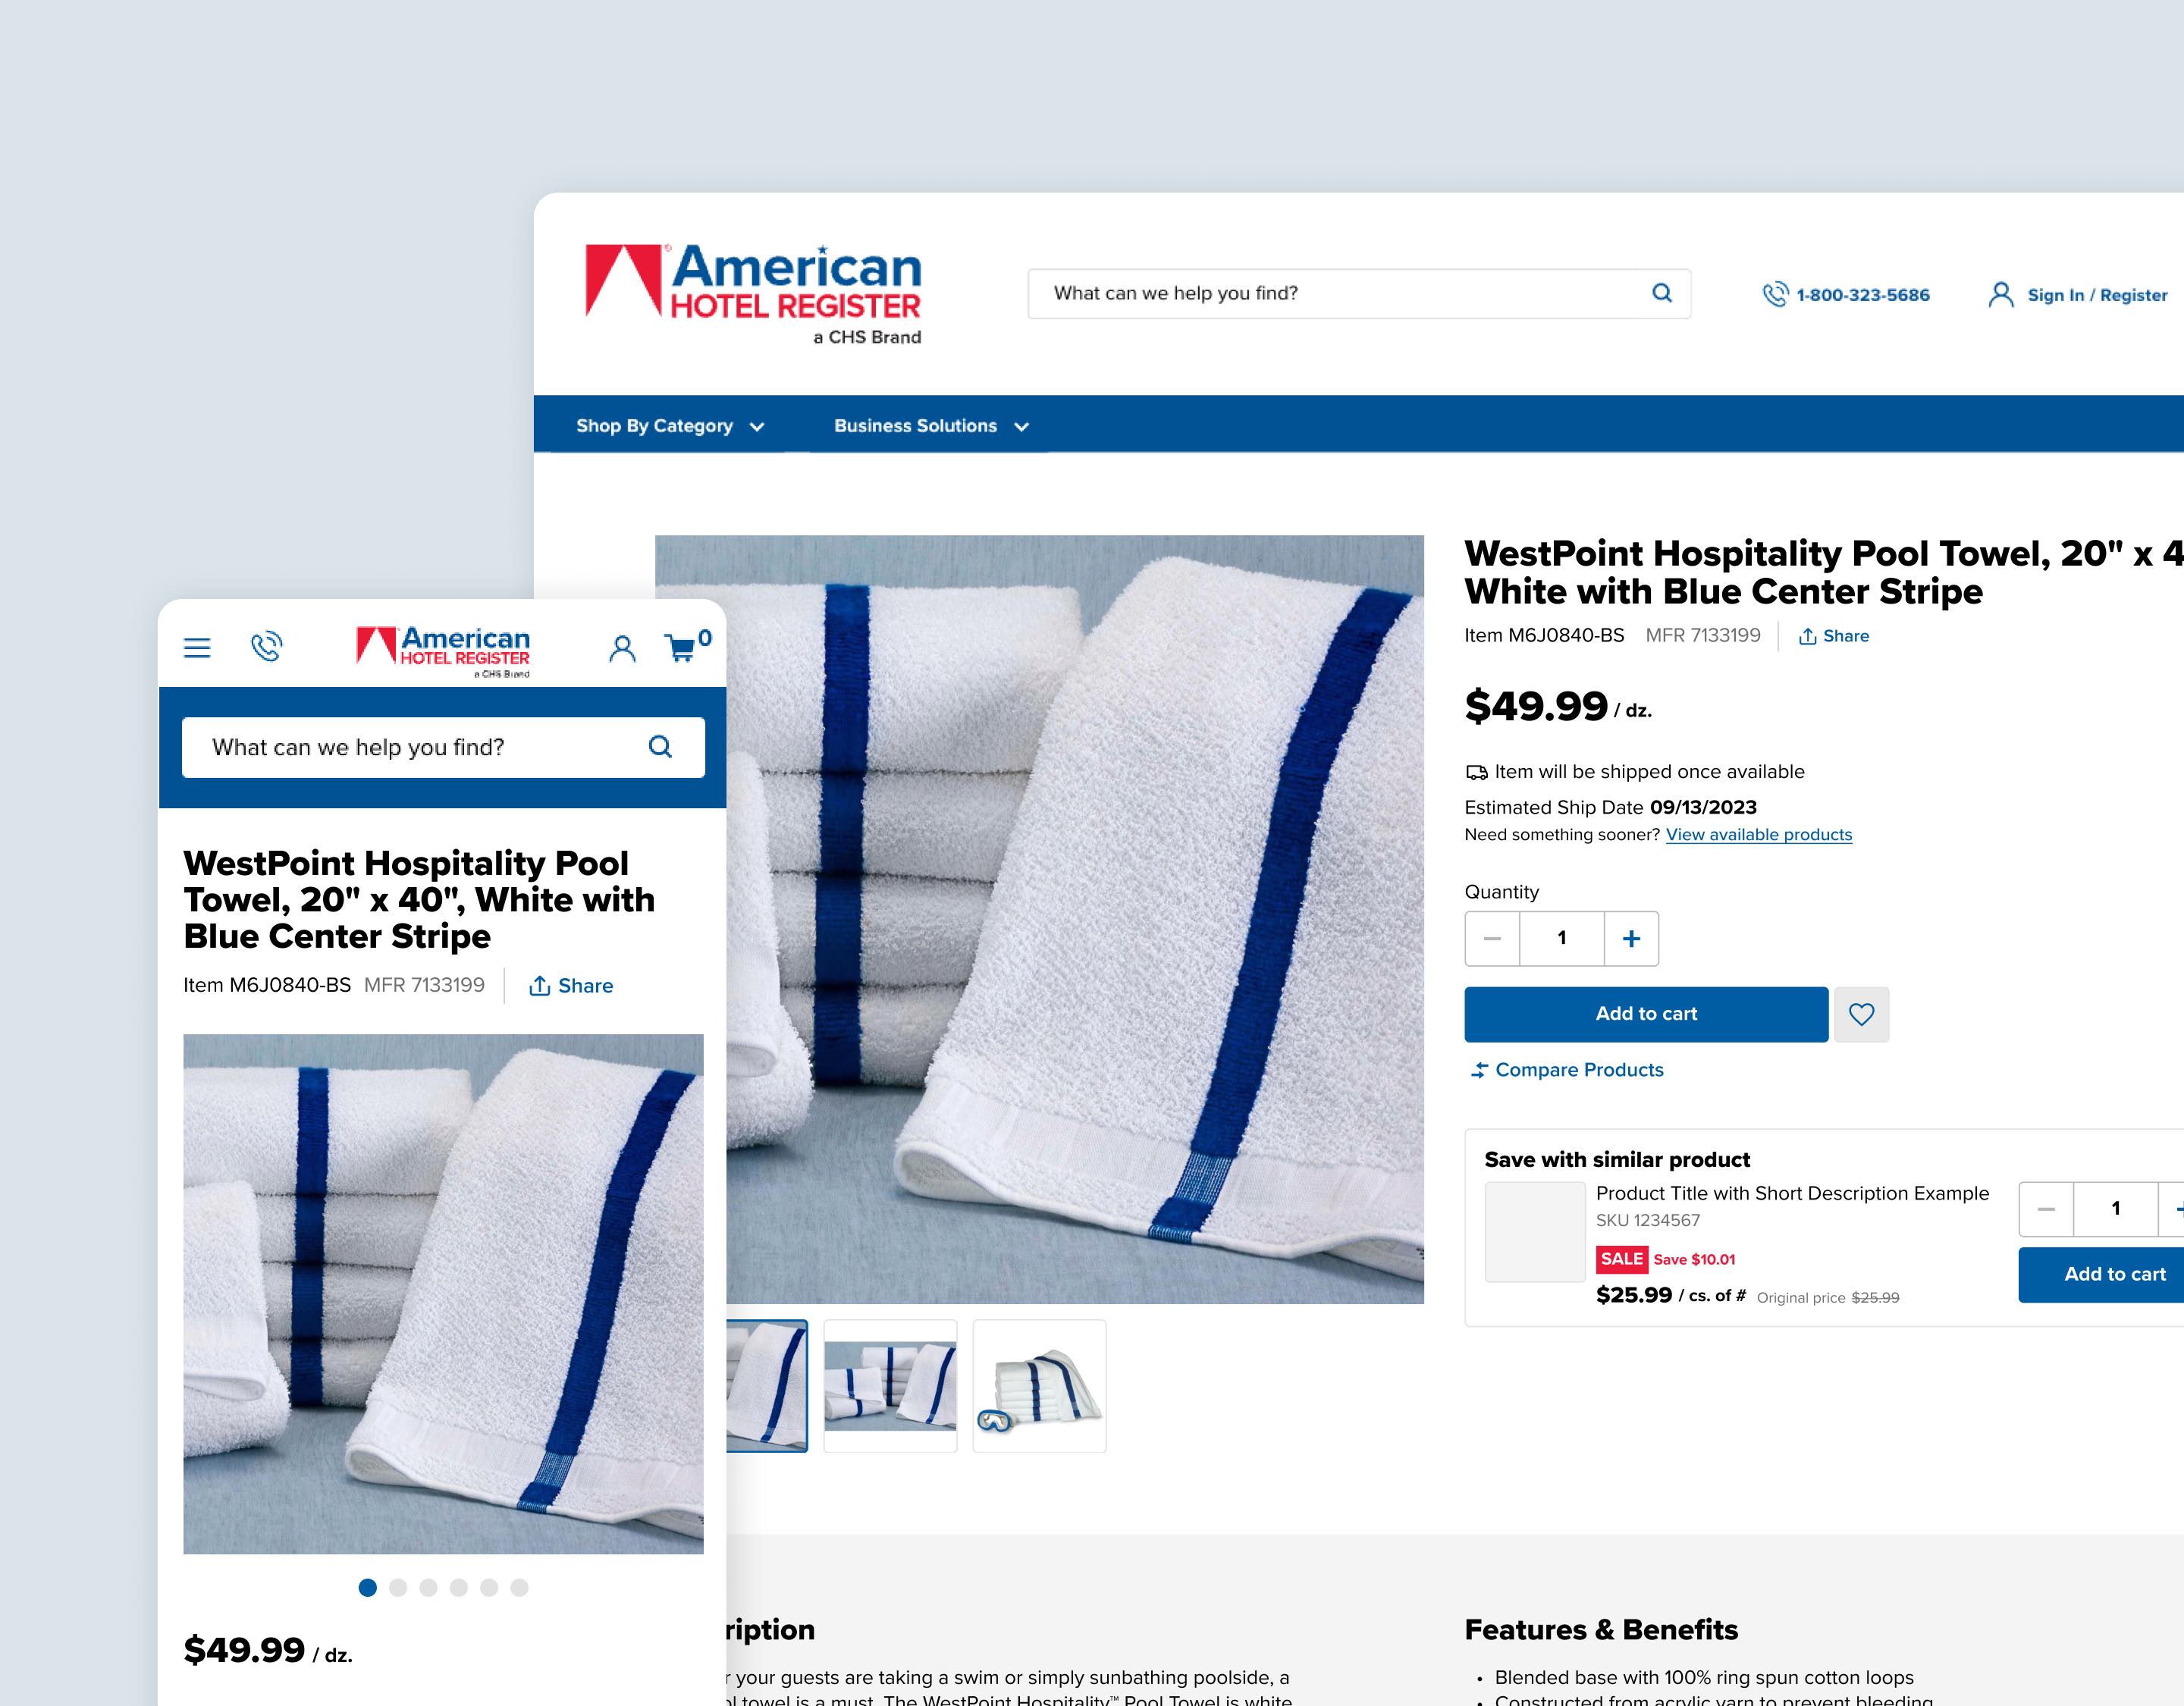 American
HOTEL REGISTER
a CHS Brand
What can we help you find?
1-800-323-5686
Sign In / Register
Shop By Category
Business Solutions
WestPoint Hospitality Pool Towel, 20" x 4
White with Blue Center Stripe
Item M6J0840-BS MFR 7133199 Share
$49.99 / dz.
Item will be shipped once available
Estimated Ship Date 09/13/2023
Need something sooner? View available products
Quantity
1
Add to cart
Compare Products
Save with similar product
Product Title with Short Description Example
SKU 1234567
SALE Save $10.01
$25.99 / cs. of # Original price $25.99
1
Add to cart
ription
r your guests are taking a swim or simply sunbathing poolside, a
ol towel is a must. The WestPoint Hospitality™ Pool Towel is white
Features & Benefits
• Blended base with 100% ring spun cotton loops
• Constructed from acrylic yarn to prevent bleeding
American
HOTEL REGISTER
a CHS Brand
0
What can we help you find?
WestPoint Hospitality Pool
Towel, 20" x 40", White with
Blue Center Stripe
Item M6J0840-BS MFR 7133199 Share
$49.99 / dz.